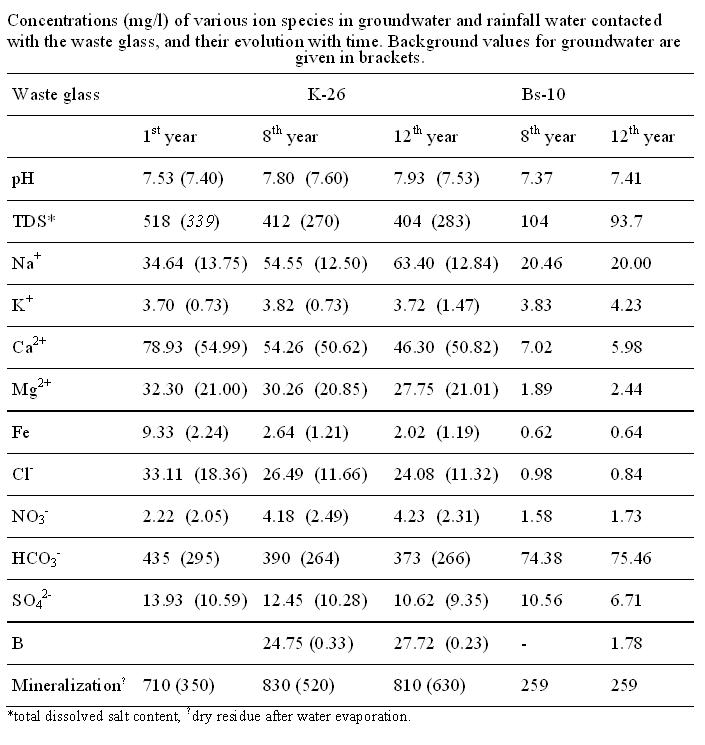 Concentrations (mg/l) of various ion species in groundwater and rainfall water contacted
with the waste glass, and their evolution with time. Background values for groundwater are
given in brackets.
Waste glass K-26 Bs-10
1st year 8th year 12th year 8th year 12th year
pH 7.53 (7.40) 7.80 (7.60) 7.93 (7.53) 7.37 7.41
TDS* 518 (339) 412 (270) 404 (283) 104 93.7
Na+ 34.64 (13.75) 54.55 (12.50) 63.40 (12.84) 20.46 20.00
K+ 3.70 (0.73) 3.82 (0.73) 3.72 (1.47) 3.83 4.23
Ca2+ 78.93 (54.99) 54.26 (50.62) 46.30 (50.82) 7.02 5.98
Mg2+ 32.30 (21.00) 30.26 (20.85) 27.75 (21.01) 1.89 2.44
Fe 9.33 (2.24) 2.64 (1.21) 2.02 (1.19) 0.62 0.64
Cl- 33.11 (18.36) 26.49 (11.66) 24.08 (11.32) 0.98 0.84
NO3- 2.22 (2.05) 4.18 (2.49) 4.23 (2.31) 1.58 1.73
HCO3- 435 (295) 390 (264) 373 (266) 74.38 75.46
SO42- 13.93 (10.59) 12.45 (10.28) 10.62 (9.35) 10.56 6.71
B 24.75 (0.33) 27.72 (0.23) - 1.78
Mineralization? 710 (350) 830 (520) 810 (630) 259 259
*total dissolved salt content, ?dry residue after water evaporation.